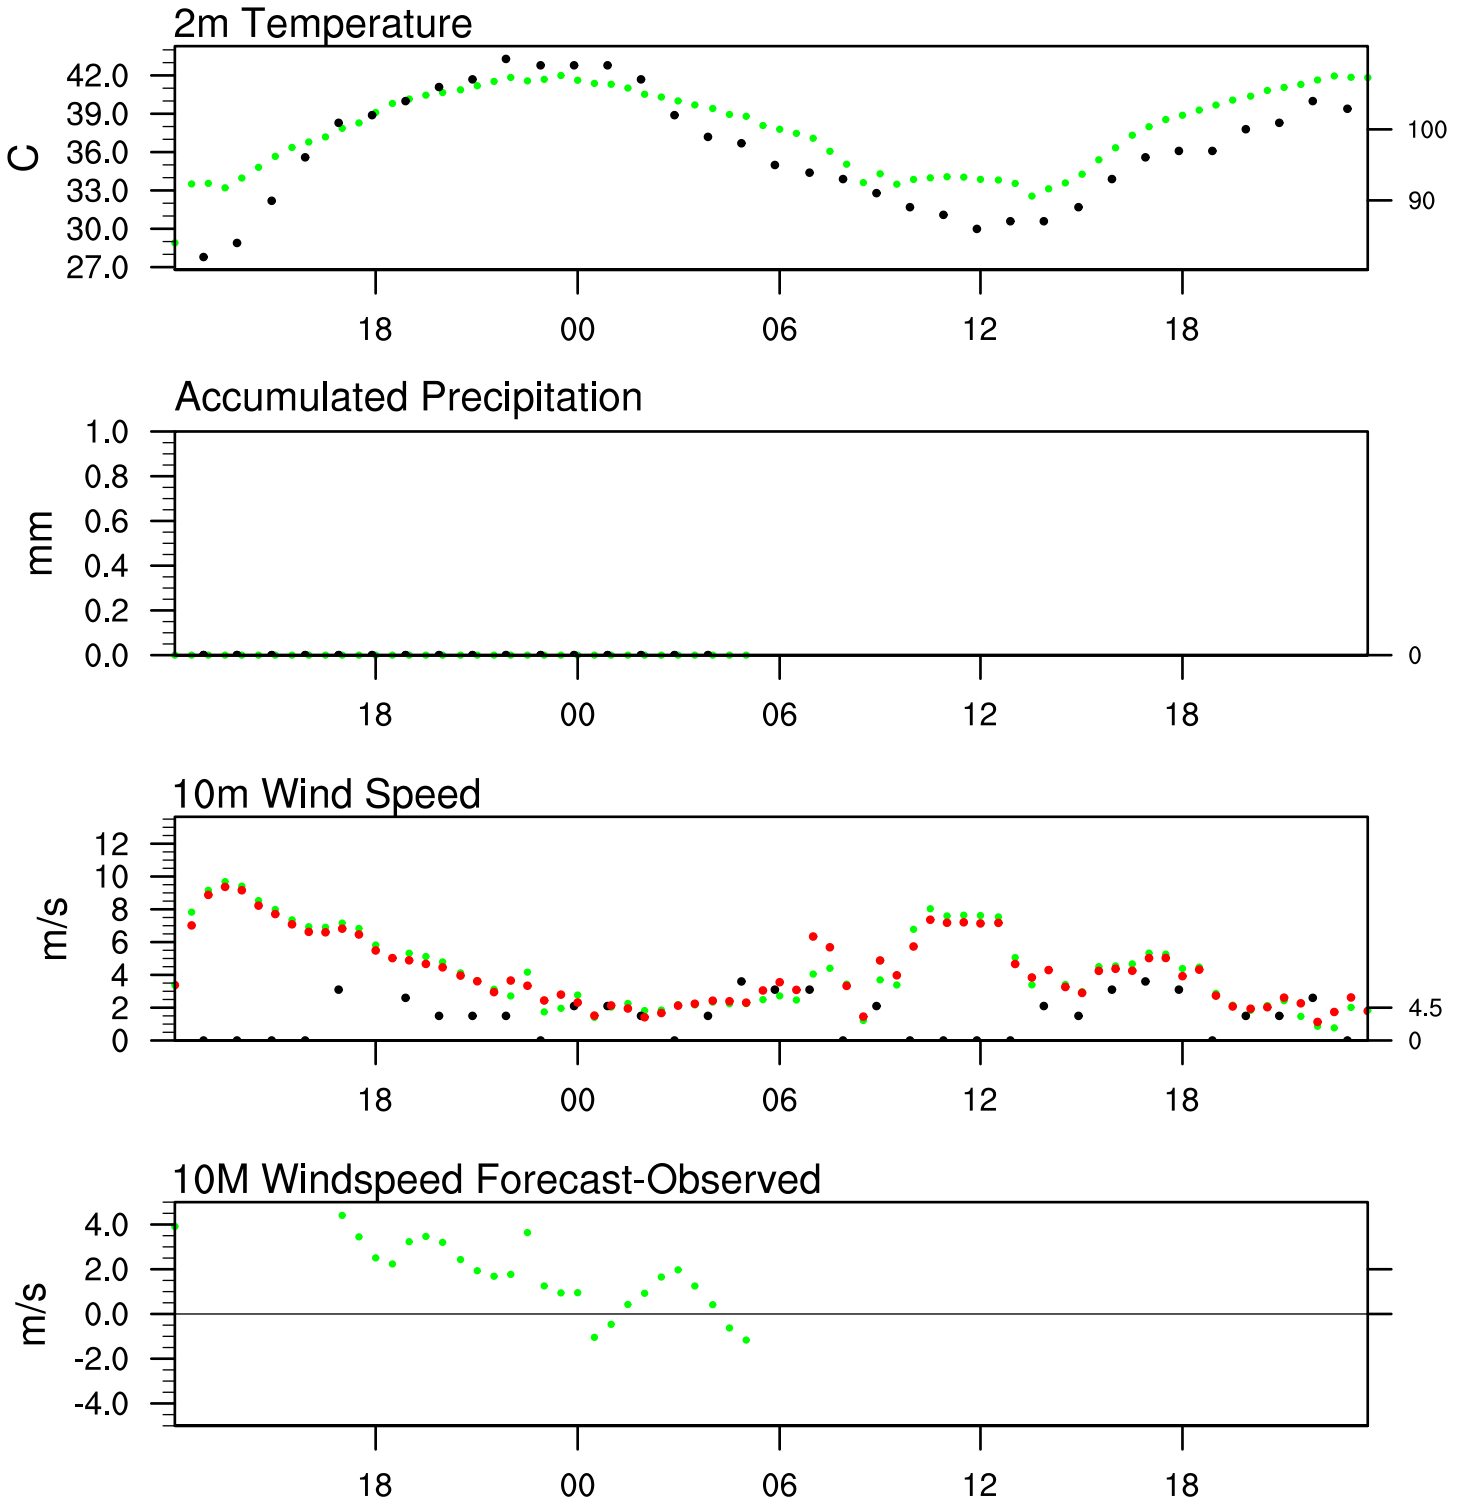 2m Temperature
42.0
39.0
36.0
33.0
30.0
27.0
C
100
90
18 00 06 12 18
Accumulated Precipitation
1.0
0.8
0.6
0.4
0.2
0.0
mm
0
18 00 06 12 18
10m Wind Speed
12
10
8
6
4
2
0
m/s
4.5
0
18 00 06 12 18
10M Windspeed Forecast-Observed
4.0
2.0
0.0
-2.0
-4.0
m/s
18 00 06 12 18